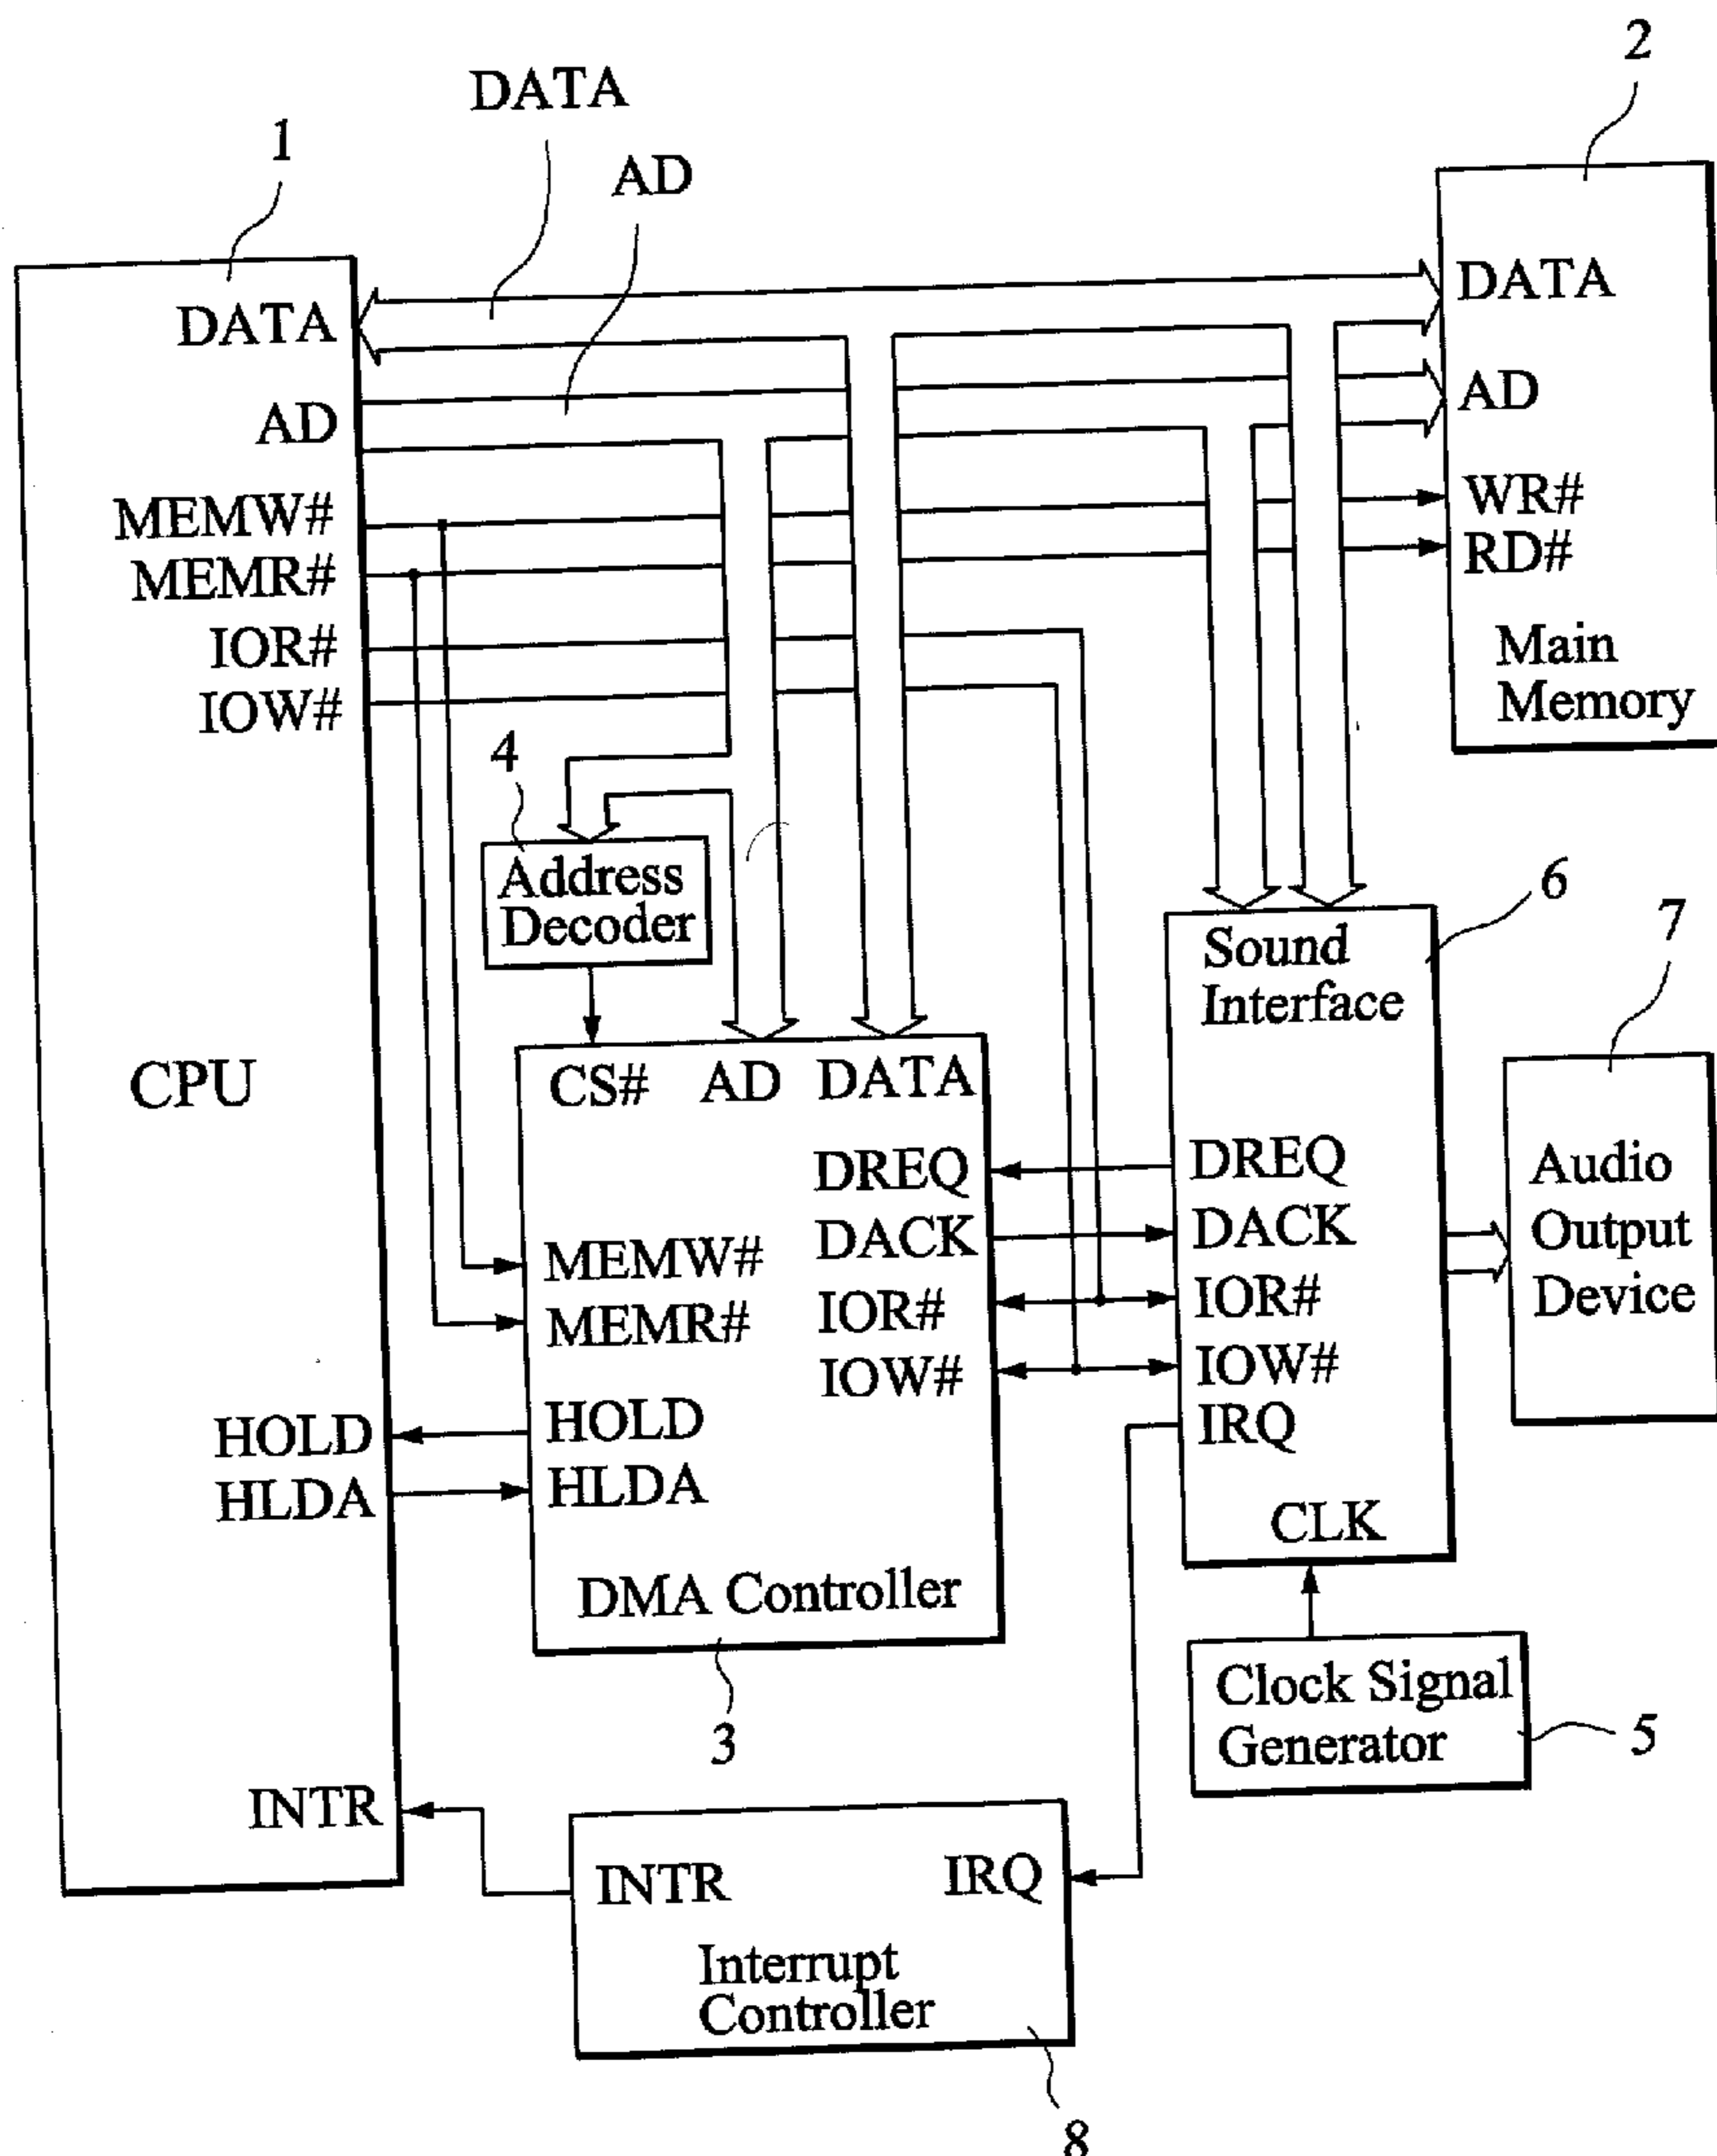 DATA
AD
1
2
DATA
AD
MEMW#
MEMR#
IOR#
IOW#
CPU
HOLD
HLDA
INTR
DATA
AD
WR#
RD#
Main
Memory
4
Address
Decoder
CS# AD DATA
DREQ
DACK
IOR#
IOW#
MEMW#
MEMR#
HOLD
HLDA
DMA Controller
3
6
Sound
Interface
DREQ
DACK
IOR#
IOW#
IRQ
CLK
7
Audio
Output
Device
Clock Signal
Generator
5
INTR IRQ
Interrupt
Controller
8